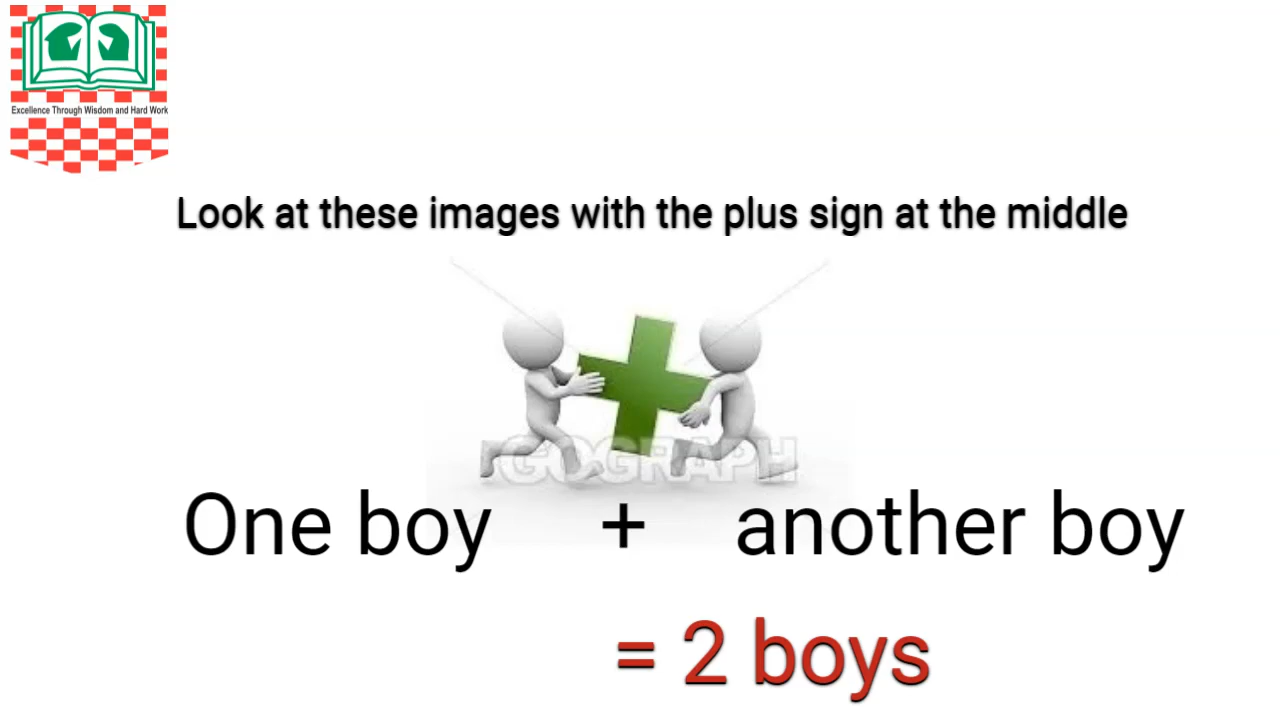 Excellence Through Wisdom and Hard Work
Look at these images with the plus sign at the middle
GOGRAPH
One boy + another boy
= 2 boys